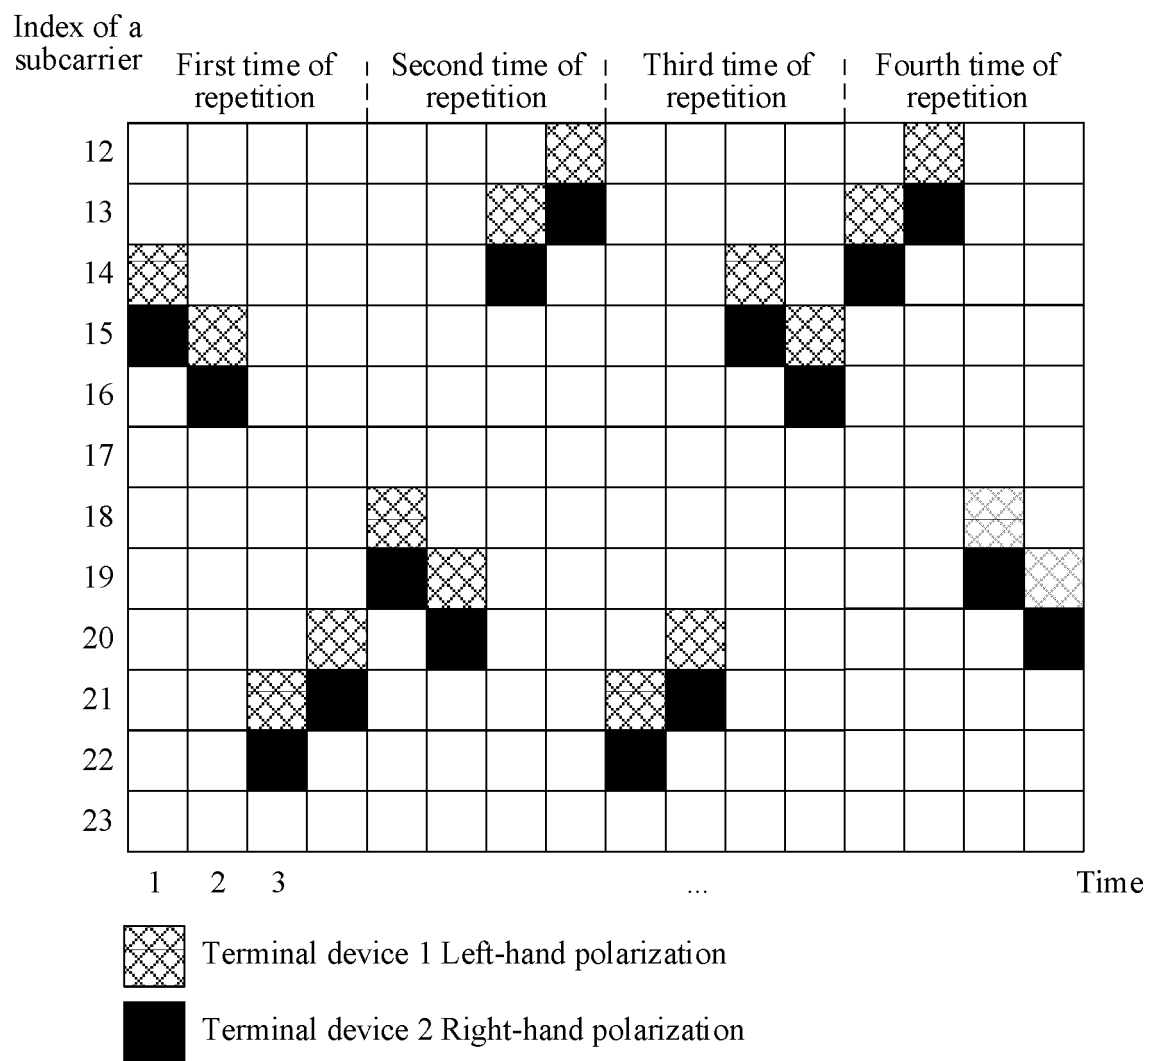 Index of a
subcarrier
First time of
repetition
Second time of
repetition
Third time of
repetition
Fourth time of
repetition
12
13
14
15
16
17
18
19
20
21
22
23
1 2 3 ... Time
Terminal device 1 Left-hand polarization
Terminal device 2 Right-hand polarization